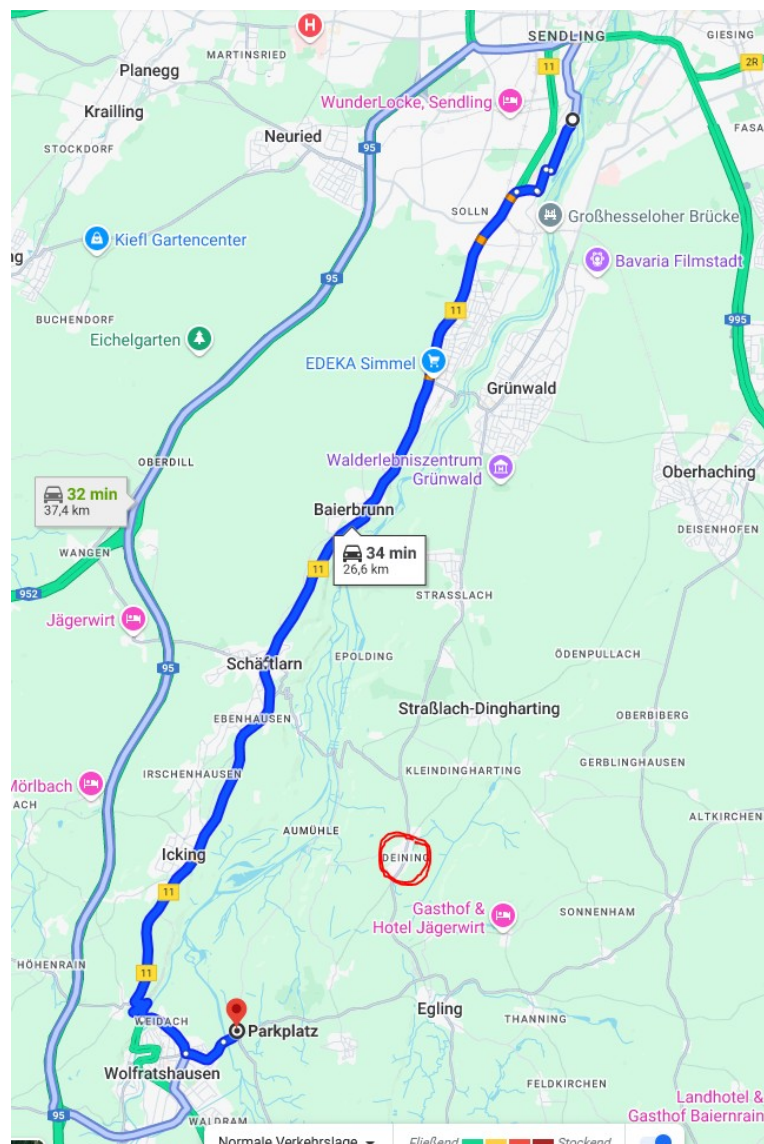 SENDLING
GIESING
MARTINSRIED
H
Planegg
11
2R
WunderLocke, Sendling
Krailling
Neuried
FASA
STOCKDORF
95
SOLLN
Großhesseloher Brücke
Kiefl Gartencenter
ng
Bavaria Filmstadt
95
BUCHENDORF
11
995
Eichelgarten
EDEKA Simmel
Grünwald
OBERDILL
Walderlebniszentrum
Grünwald
Oberhaching
32 min
37,4 km
Baierbrunn
DEISENHOFEN
WANGEN
34 min
26,6 km
11
952
STRASSLACH
Jägerwirt
95
Schäftlarn
EPOLDING
ÖDENPULLACH
Straßlach-Dingharting
EBENHAUSEN
OBERBIBERG
GERBLINGHAUSEN
IRSCHENHAUSEN
KLEINDINGHARTING
Mörlbach
ACH
ALTKIRCHEN
AUMÜHLE
Icking
DEINING
11
Gasthof &
Hotel Jägerwirt
SONNENHAM
HÖHENRAIN
11
Egling
WEIDACH
THANNING
Parkplatz
Wolfratshausen
FELDKIRCHEN
Landhotel &
Gasthof Baiernrain
95
WALDRAM
Normale Verkehrslage
Fließend
Stockend